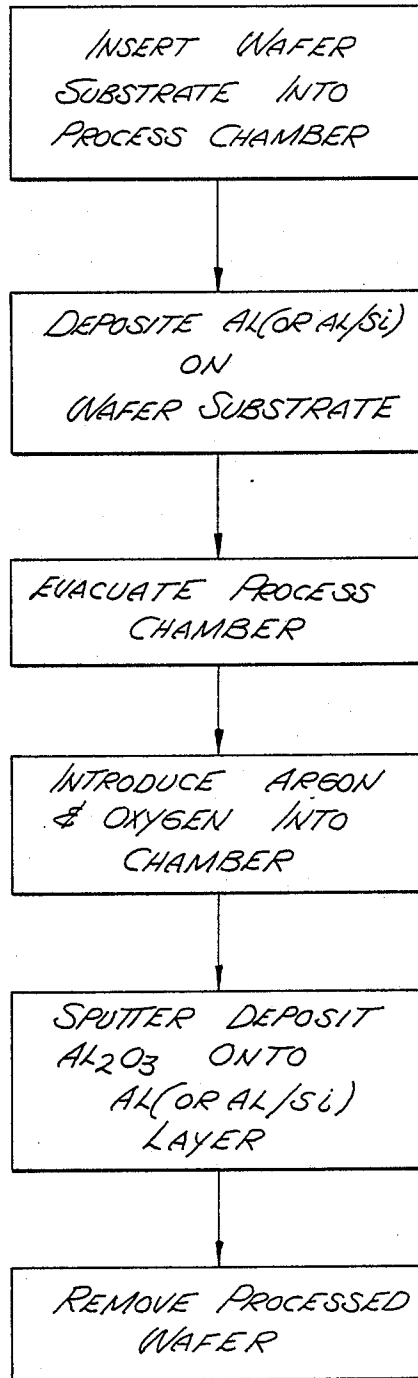 INSERT WAFER
SUBSTRATE INTO
PROCESS CHAMBER
DEPOSITE AL(OR AL/Si)
ON
WAFER SUBSTRATE
EVACUATE PROCESS
CHAMBER
INTRODUCE ARGON
& OXYGEN INTO
CHAMBER
SPUTTER DEPOSIT
AL₂O₃ ONTO
AL(OR AL/Si)
LAYER
REMOVE PROCESSED
WAFER